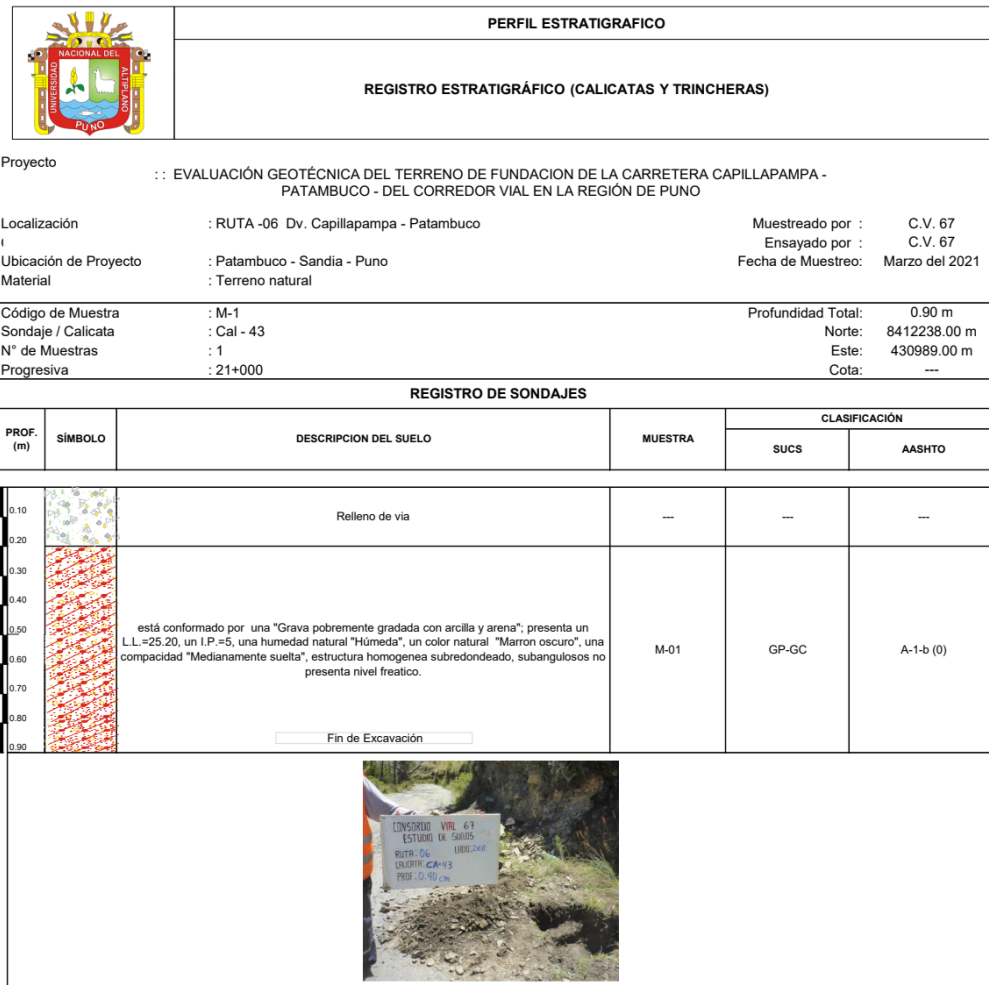 NACIONAL DEL
UNIVERSIDAD
ALTIPLANO
PUNO
PERFIL ESTRATIGRAFICO
REGISTRO ESTRATIGRÁFICO (CALICATAS Y TRINCHERAS)
Proyecto
: : EVALUACIÓN GEOTÉCNICA DEL TERRENO DE FUNDACION DE LA CARRETERA CAPILLAPAMPA -
PATAMBUCO - DEL CORREDOR VIAL EN LA REGIÓN DE PUNO
Localización : RUTA -06 Dv. Capillapampa - Patambuco Muestreado por : C.V. 67
Ensayado por : C.V. 67
Ubicación de Proyecto : Patambuco - Sandia - Puno Fecha de Muestreo: Marzo del 2021
Material : Terreno natural
Código de Muestra : M-1 Profundidad Total: 0.90 m
Sondaje / Calicata : Cal - 43 Norte: 8412238.00 m
N° de Muestras : 1 Este: 430989.00 m
Progresiva : 21+000 Cota: ---
REGISTRO DE SONDAJES
PROF. (m) SÍMBOLO DESCRIPCION DEL SUELO MUESTRA CLASIFICACIÓN
SUCS AASHTO
0.10
Relleno de via --- --- ---
0.20
0.30
0.40
0.50
0.60
0.70
0.80
0.90
está conformado por una "Grava pobremente gradada con arcilla y arena"; presenta un
L.L.=25.20, un I.P.=5, una humedad natural "Húmeda", un color natural "Marron oscuro", una
compacidad "Medianamente suelta", estructura homogenea subredondeado, subangulosos no
presenta nivel freatico.
M-01 GP-GC A-1-b (0)
Fin de Excavación
CONSORCIO VIAL 67
ESTUDIO DE SUELOS
RUTA: 06
CALICATA: CA-43
PROF: 0.90 cm